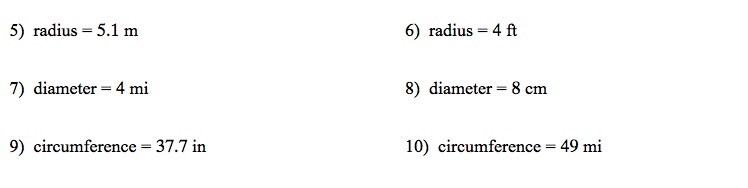 5) radius = 5.1 m
6) radius = 4 ft
7) diameter = 4 mi
8) diameter = 8 cm
9) circumference = 37.7 in
10) circumference = 49 mi